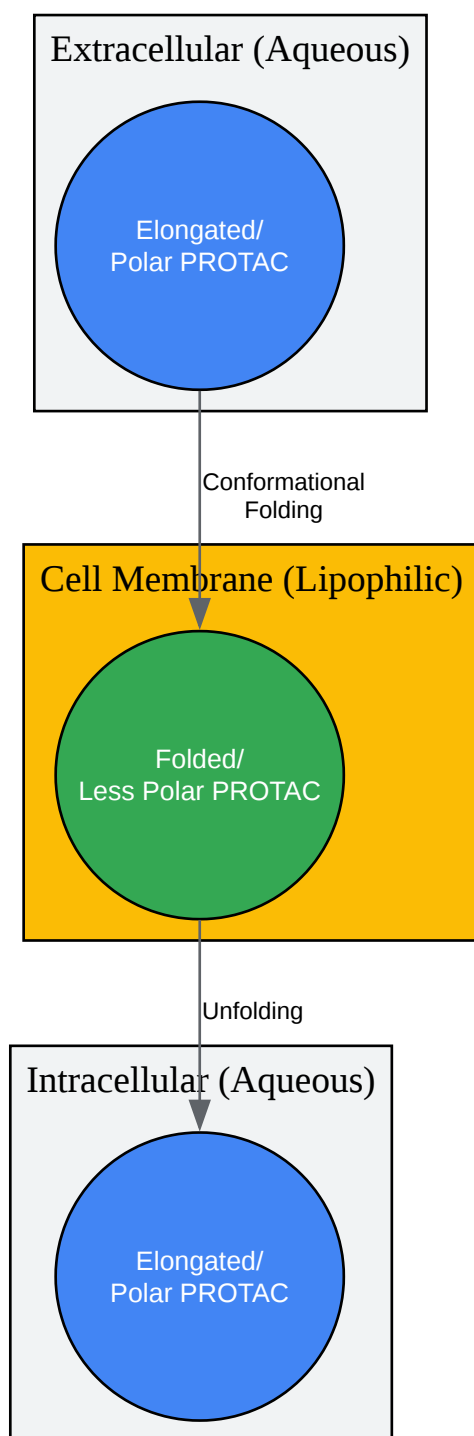 Extracellular (Aqueous)
Elongated/
Polar PROTAC
Conformational
Folding
Cell Membrane (Lipophilic)
Folded/
Less Polar PROTAC
Unfolding
Intracellular (Aqueous)
Elongated/
Polar PROTAC